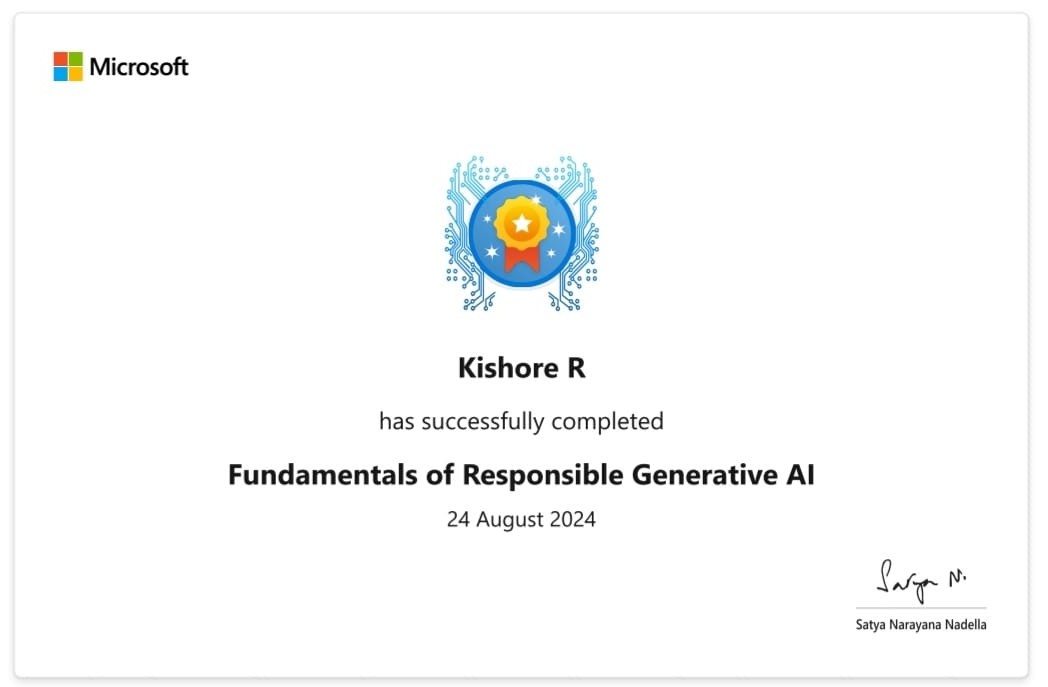 Microsoft
Kishore R
has successfully completed
Fundamentals of Responsible Generative AI
24 August 2024
Satya N.
Satya Narayana Nadella